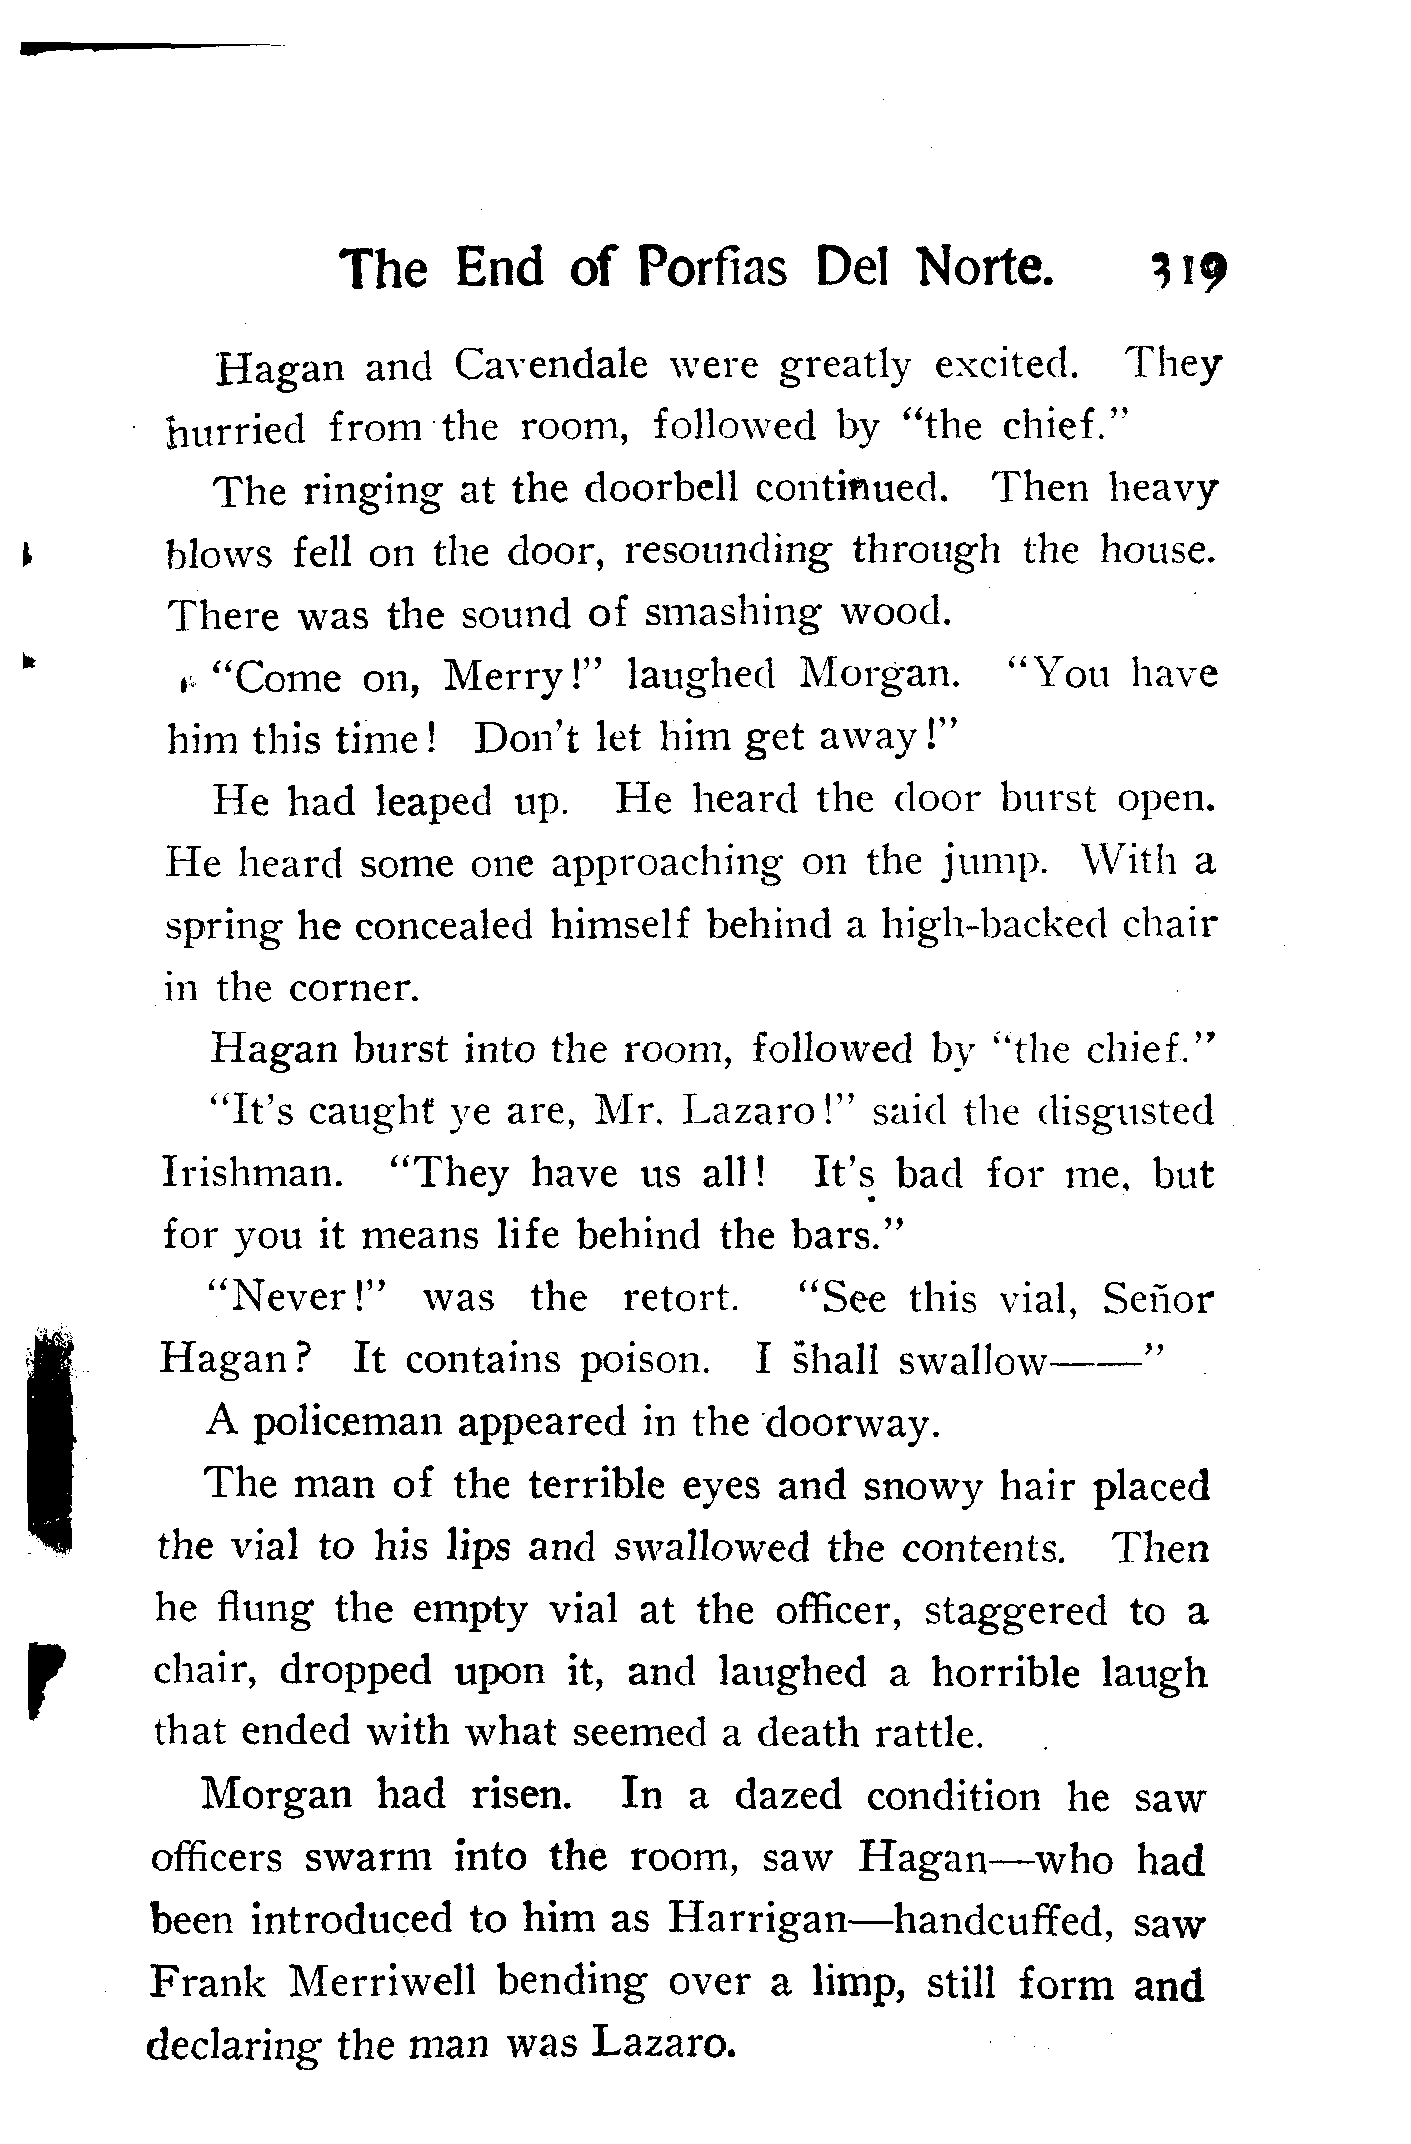 The End of Porfias Del Norte. 319
Hagan and Cavendale were greatly excited. They
hurried from the room, followed by “the chief.”
The ringing at the doorbell continued. Then heavy
blows fell on the door, resounding through the house.
There was the sound of smashing wood.
“Come on, Merry!” laughed Morgan. “You have
him this time! Don't let him get away!”
He had leaped up. He heard the door burst open.
He heard some one approaching on the jump. With a
spring he concealed himself behind a high-backed chair
in the corner.
Hagan burst into the room, followed by “the chief.”
“It's caught ye are, Mr. Lazaro!” said the disgusted
Irishman. “They have us all! It's bad for me, but
for you it means life behind the bars.”
“Never!” was the retort. “See this vial, Señor
Hagan? It contains poison. I shall swallow——”
A policeman appeared in the doorway.
The man of the terrible eyes and snowy hair placed
the vial to his lips and swallowed the contents. Then
he flung the empty vial at the officer, staggered to a
chair, dropped upon it, and laughed a horrible laugh
that ended with what seemed a death rattle.
Morgan had risen. In a dazed condition he saw
officers swarm into the room, saw Hagan—who had
been introduced to him as Harrigan—handcuffed, saw
Frank Merriwell bending over a limp, still form and
declaring the man was Lazaro.